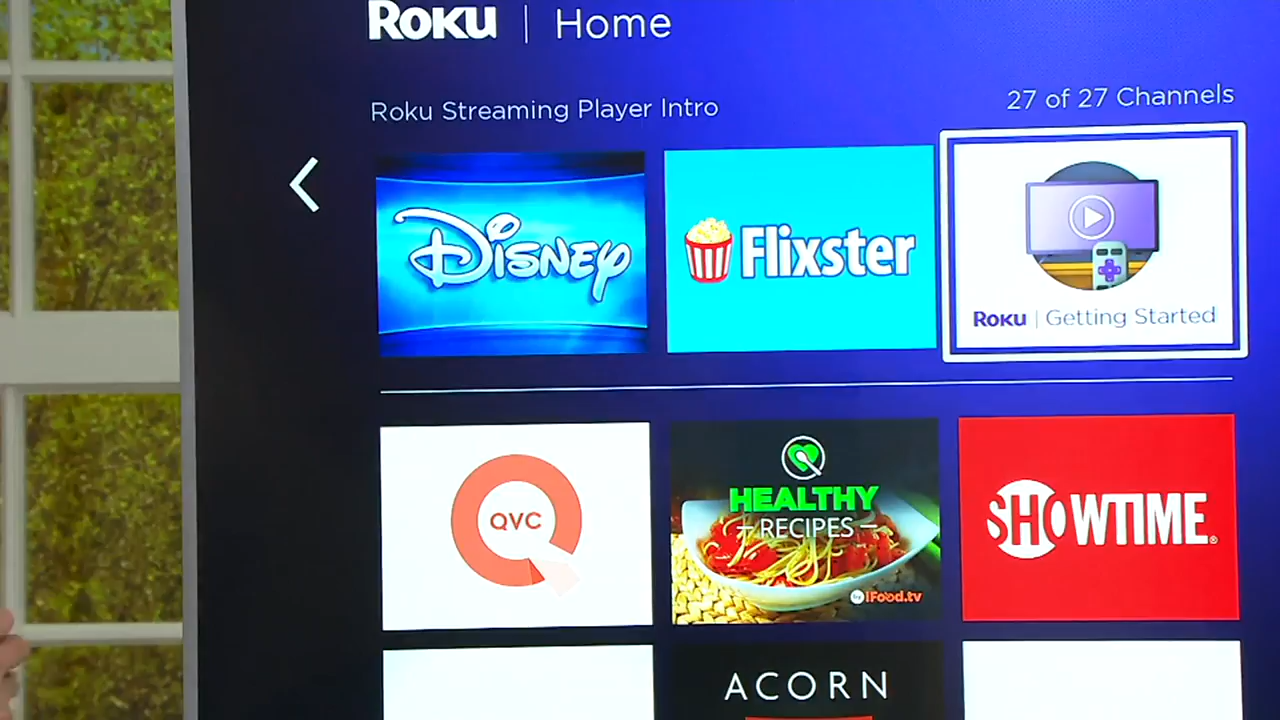 Roku | Home
Roku Streaming Player Intro
27 of 27 Channels
Disney
Flixster
Roku | Getting Started
QVC
HEALTHY
RECIPES
by iFood.tv
SHOWTIME®
ACORN